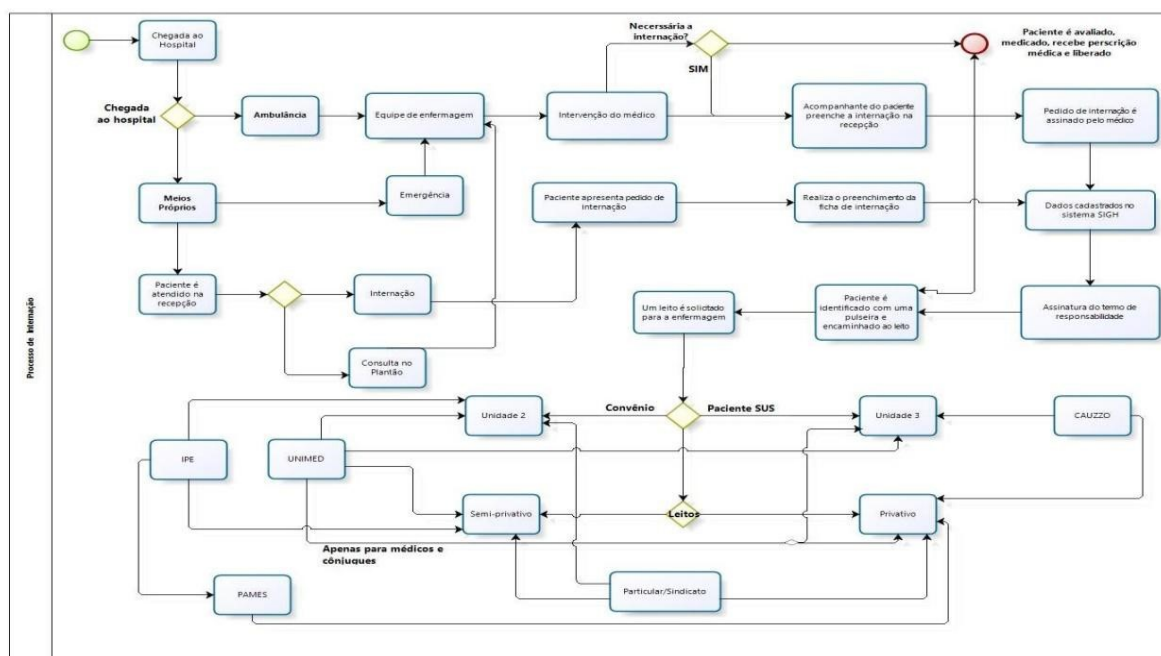 Processo de Internação
Chegada ao
Hospital
Necerssária a
internação?
Paciente é avaliado,
medicado, recebe perscrição
médica e liberado
SIM
Chegada
ao hospital
Ambulância
Equipe de enfermagem
Intervenção do médico
Acompanhante do paciente
preenche a internação na
recepção
Pedido de internação é
assinado pelo médico
Meios
Próprios
Emergência
Paciente apresenta pedido de
internação
Realiza o preenchimento da
ficha de internação
Dados cadastrados no
sistema SIGH
Paciente é
atendido na
recepção
Internação
Um leito é solicitado
para a enfermagem
Paciente é
identificado com uma
pulseira e
encaminhado ao leito
Assinatura do termo de
responsabilidade
Consulta no
Plantão
Convênio
Paciente SUS
Unidade 2
Unidade 3
CAUZZO
IPE
UNIMED
Semi-privativo
Leitos
Privativo
Apenas para médicos e
cônjugues
PAMES
Particular/Sindicato